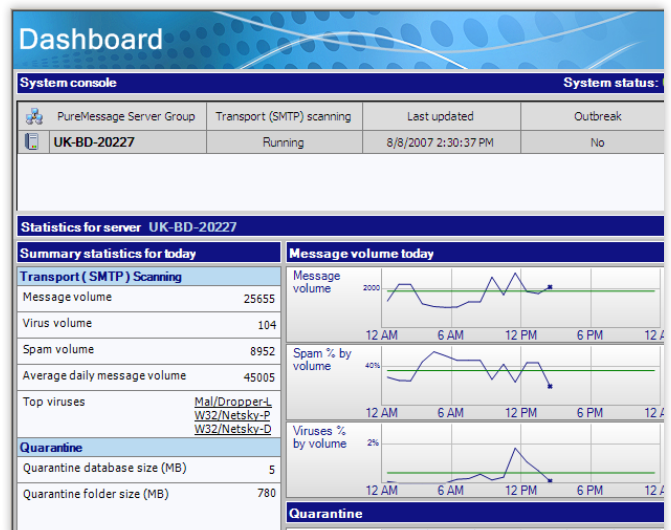 Dashboard
System console System status:
PureMessage Server Group Transport (SMTP) scanning Last updated Outbreak
UK-BD-20227 Running 8/8/2007 2:30:37 PM No
Statistics for server UK-BD-20227
Summary statistics for today
Transport ( SMTP ) Scanning
Message volume 25655
Virus volume 104
Spam volume 8952
Average daily message volume 45005
Top viruses Mal/Dropper-L
W32/Netsky-P
W32/Netsky-D
Quarantine
Quarantine database size (MB) 5
Quarantine folder size (MB) 780
Message volume today
Message
volume
2000
12 AM 6 AM 12 PM 6 PM 12
Spam % by
volume
40%
12 AM 6 AM 12 PM 6 PM 12
Viruses %
by volume
2%
12 AM 6 AM 12 PM 6 PM 12
Quarantine